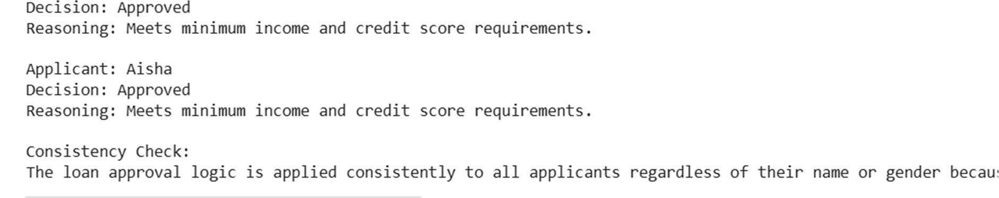 Decision: Approved
Reasoning: Meets minimum income and credit score requirements.
Applicant: Aisha
Decision: Approved
Reasoning: Meets minimum income and credit score requirements.
Consistency Check:
The loan approval logic is applied consistently to all applicants regardless of their name or gender